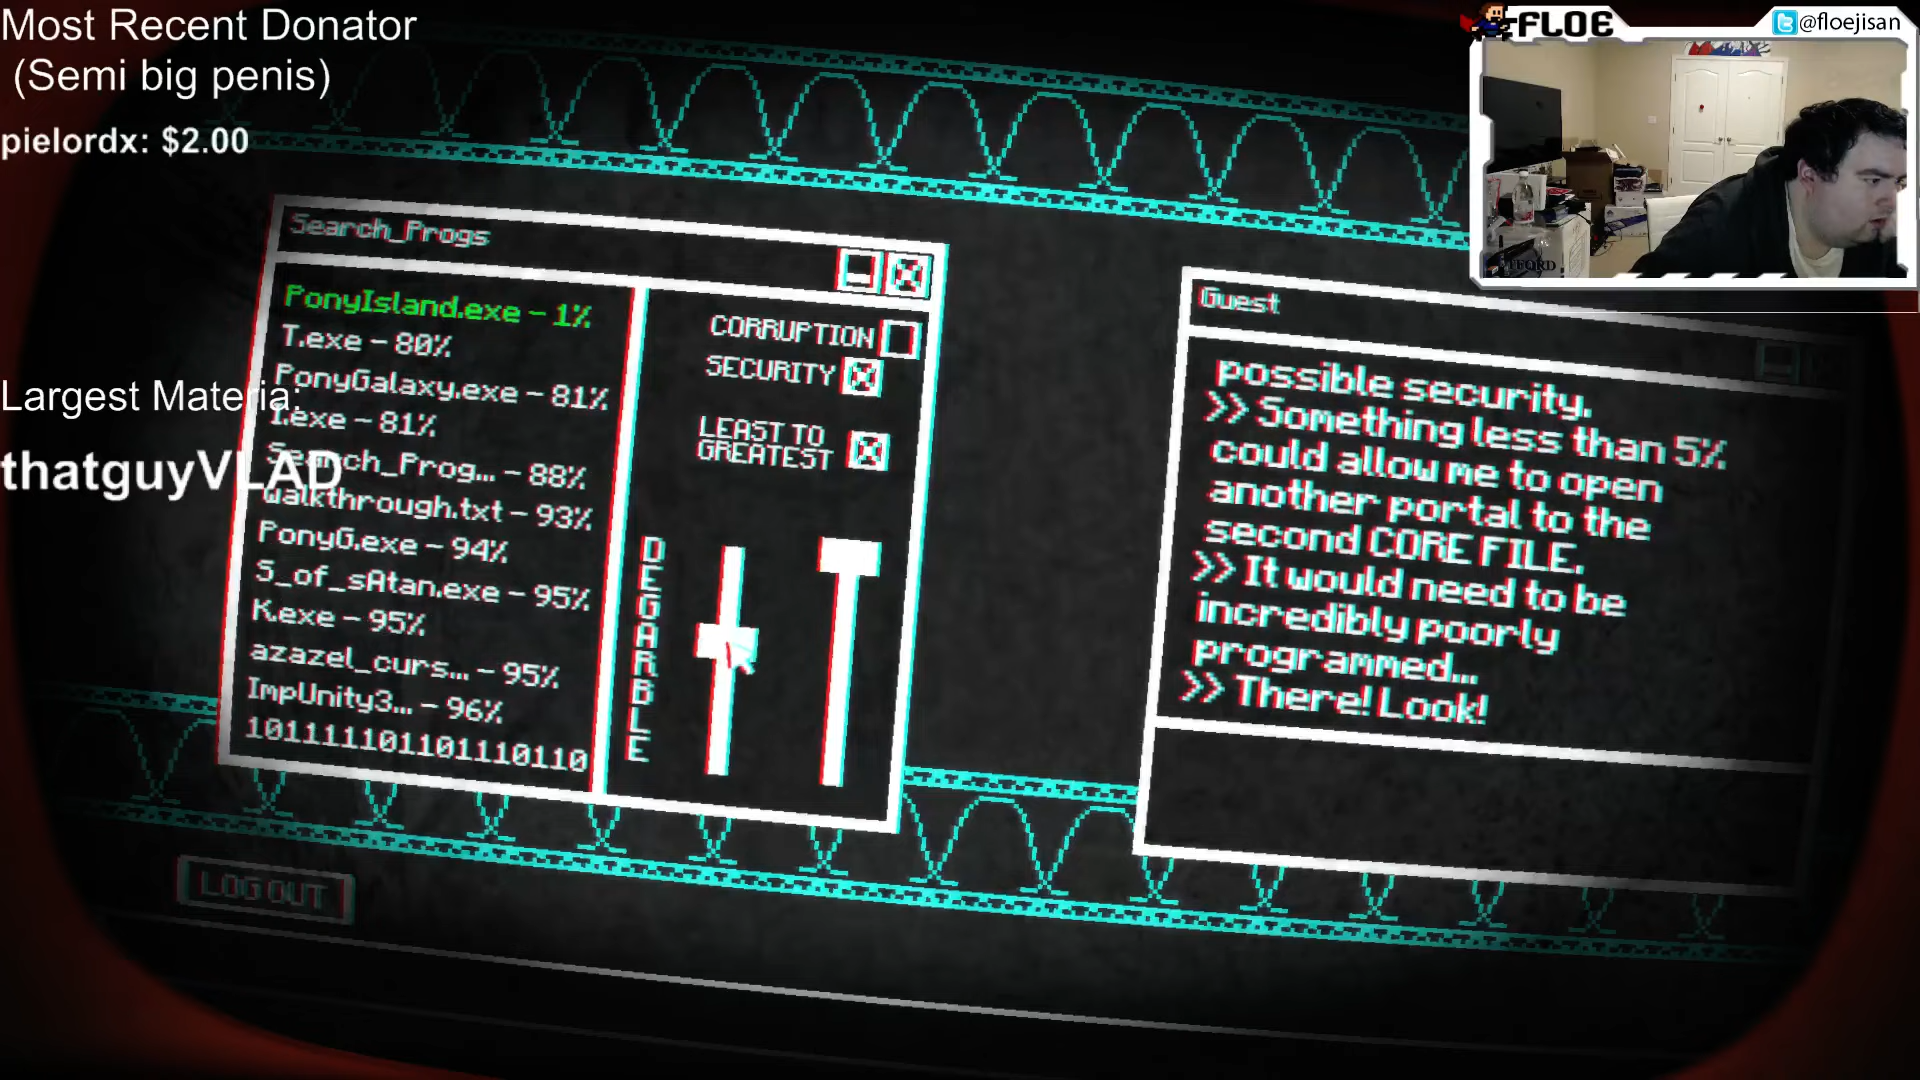 Most Recent Donator
(Semi big penis)
pielordx: $2.00
Largest Materia:
thatguyVLAD
FLOE
@floejisan
Search_Progs
PonyIsland.exe - 1%
T.exe - 80%
PonyGalaxy.exe - 81%
I.exe - 81%
Search_Prog... - 88%
walkthrough.txt - 93%
PonyG.exe - 94%
S_of_sAtan.exe - 95%
K.exe - 95%
azazel_curs... - 95%
ImpUnity3... - 96%
101111101101110110
CORRUPTION
SECURITY
LEAST TO
GREATEST
DEGARBLE
Guest
possible security.
>> Something less than 5%
could allow me to open
another portal to the
second CORE FILE.
>> It would need to be
incredibly poorly
programmed...
>> There! Look!
LOG OUT